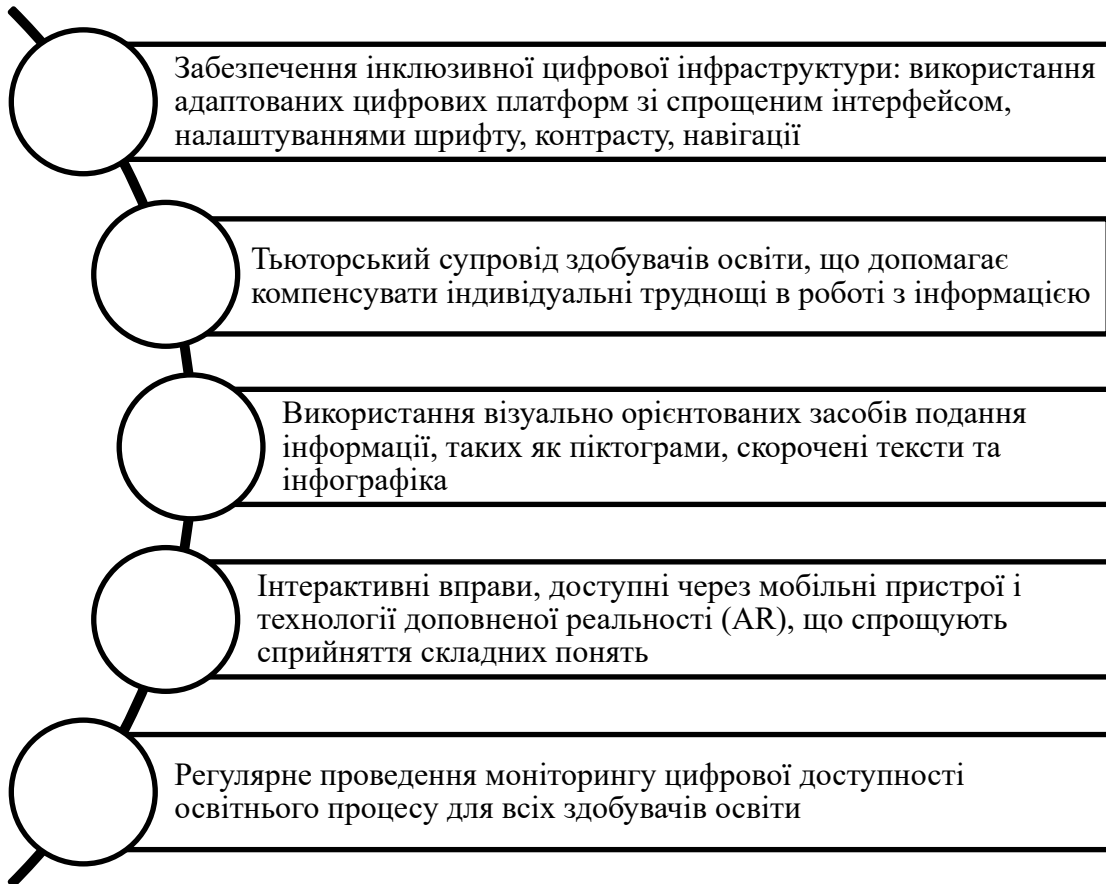 Забезпечення інклюзивної цифрової інфраструктури: використання
адаптованих цифрових платформ зі спрощеним інтерфейсом,
налаштуваннями шрифту, контрасту, навігації
Тьюторський супровід здобувачів освіти, що допомагає
компенсувати індивідуальні труднощі в роботі з інформацією
Використання візуально орієнтованих засобів подання
інформації, таких як піктограми, скорочені тексти та
інфографіка
Інтерактивні вправи, доступні через мобільні пристрої і
технології доповненої реальності (AR), що спрощують
сприйняття складних понять
Регулярне проведення моніторингу цифрової доступності
освітнього процесу для всіх здобувачів освіти